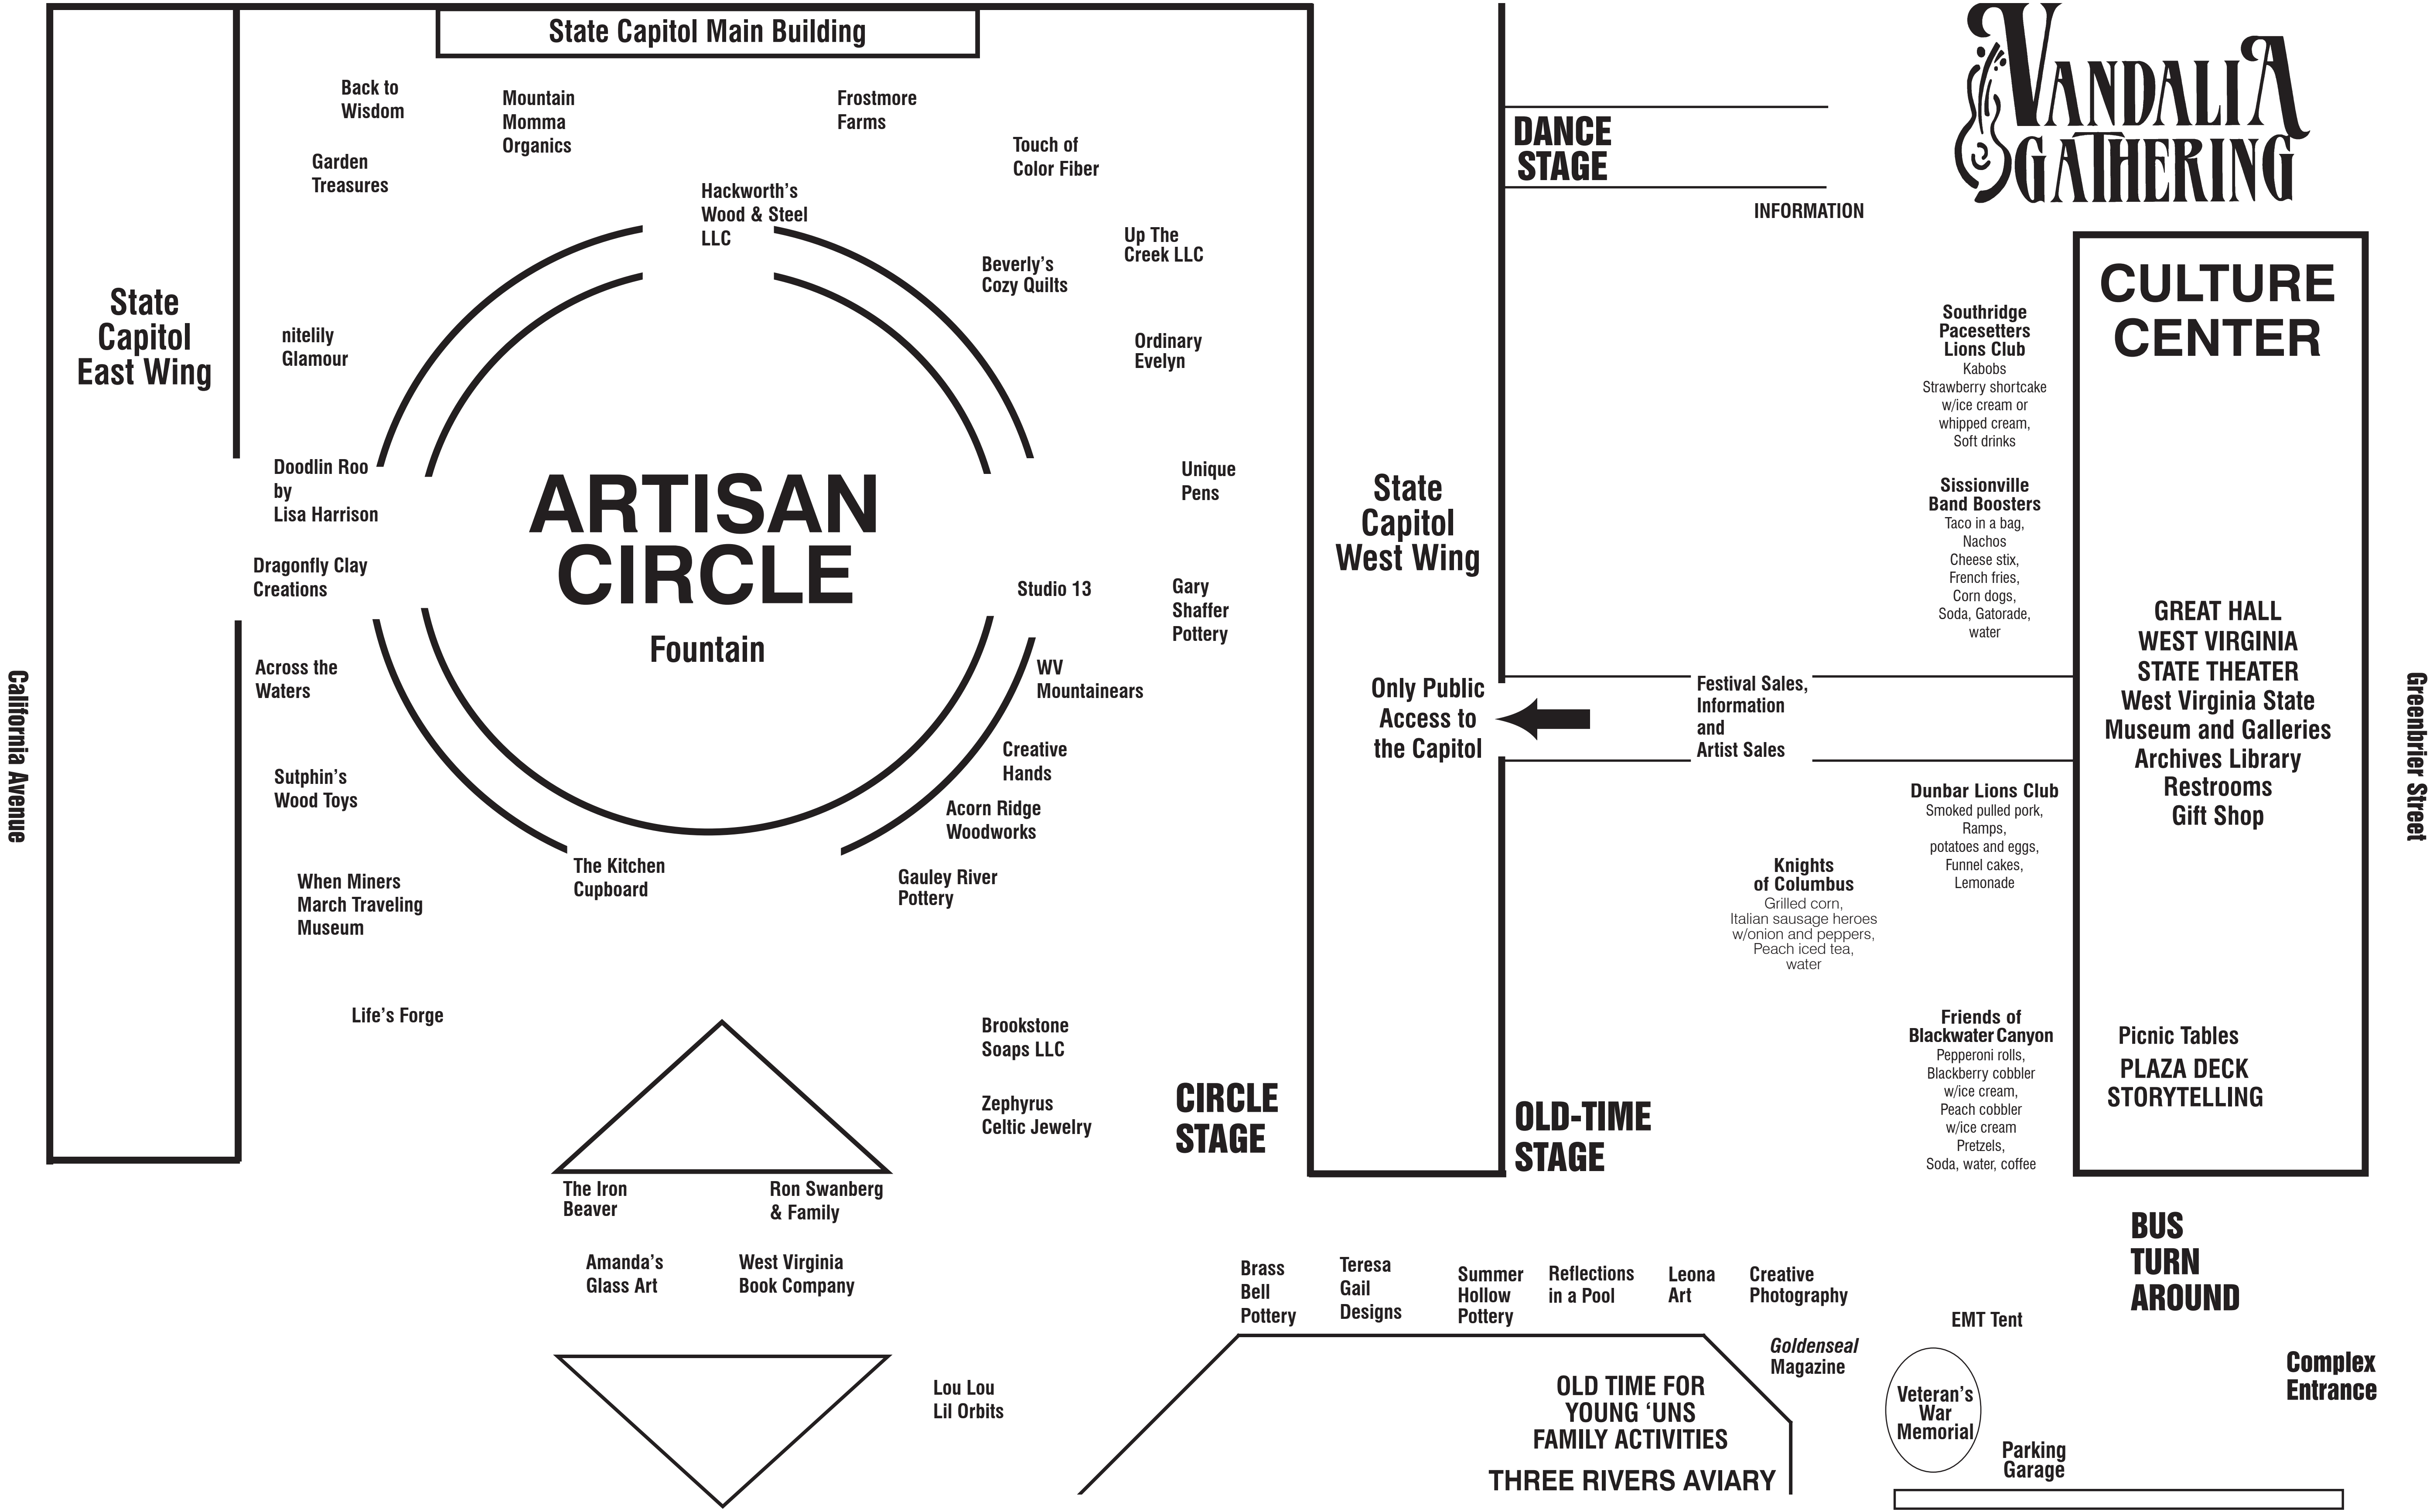 State Capitol Main Building
VANDALIA
GATHERING
Back to
Wisdom
Mountain
Momma
Organics
Frostmore
Farms
Touch of
Color Fiber
Garden
Treasures
Hackworth’s
Wood & Steel
LLC
Up The
Creek LLC
Beverly’s
Cozy Quilts
State
Capitol
East Wing
nitelily
Glamour
Ordinary
Evelyn
Doodlin Roo
by
Lisa Harrison
ARTISAN
CIRCLE
Fountain
Unique
Pens
Dragonfly Clay
Creations
Studio 13
Gary
Shaffer
Pottery
Across the
Waters
WV
Mountainears
Creative
Hands
Sutphin’s
Wood Toys
Acorn Ridge
Woodworks
The Kitchen
Cupboard
Gauley River
Pottery
When Miners
March Traveling
Museum
Life’s Forge
Brookstone
Soaps LLC
Zephyrus
Celtic Jewelry
CIRCLE
STAGE
The Iron
Beaver
Ron Swanberg
& Family
Amanda’s
Glass Art
West Virginia
Book Company
Lou Lou
Lil Orbits
California Avenue
State
Capitol
West Wing
Only Public
Access to
the Capitol
DANCE
STAGE
INFORMATION
Southridge
Pacesetters
Lions Club
Kabobs
Strawberry shortcake
w/ice cream or
whipped cream,
Soft drinks
Sissionville
Band Boosters
Taco in a bag,
Nachos
Cheese stix,
French fries,
Corn dogs,
Soda, Gatorade,
water
Festival Sales,
Information
and
Artist Sales
Dunbar Lions Club
Smoked pulled pork,
Ramps,
potatoes and eggs,
Funnel cakes,
Lemonade
Knights
of Columbus
Grilled corn,
Italian sausage heroes
w/onion and peppers,
Peach iced tea,
water
Friends of
Blackwater Canyon
Pepperoni rolls,
Blackberry cobbler
w/ice cream,
Peach cobbler
w/ice cream
Pretzels,
Soda, water, coffee
OLD-TIME
STAGE
CULTURE
CENTER
GREAT HALL
WEST VIRGINIA
STATE THEATER
West Virginia State
Museum and Galleries
Archives Library
Restrooms
Gift Shop
Picnic Tables
PLAZA DECK
STORYTELLING
Greenbrier Street
Brass
Bell
Pottery
Teresa
Gail
Designs
Summer
Hollow
Pottery
Reflections
in a Pool
Leona
Art
Creative
Photography
Goldenseal
Magazine
OLD TIME FOR
YOUNG ‘UNS
FAMILY ACTIVITIES
THREE RIVERS AVIARY
BUS
TURN
AROUND
EMT Tent
Veteran’s
War
Memorial
Complex
Entrance
Parking
Garage